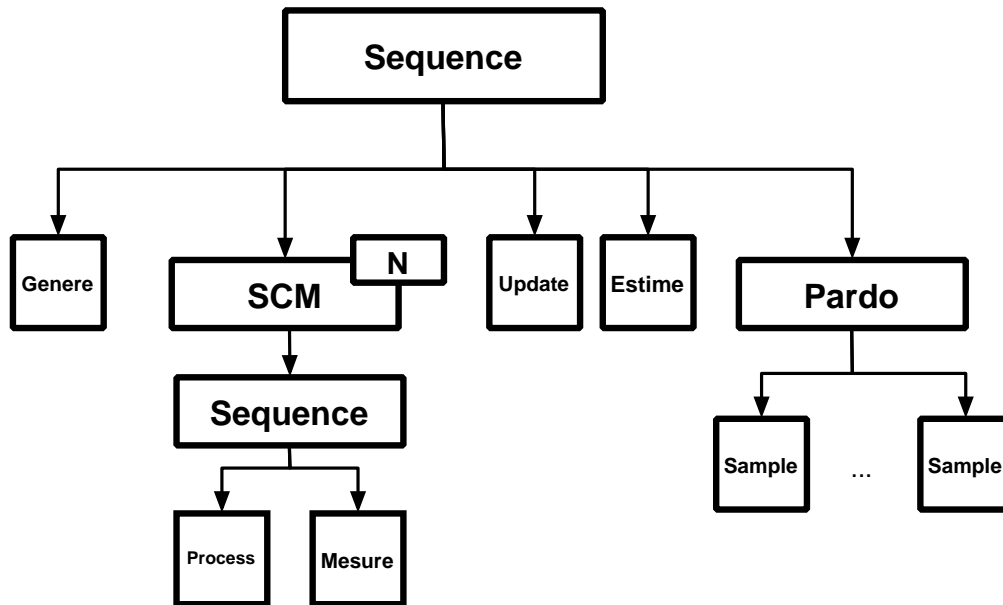 Sequence
N
Genere
SCM
Update
Estime
Pardo
Sequence
Sample
...
Sample
Process
Mesure